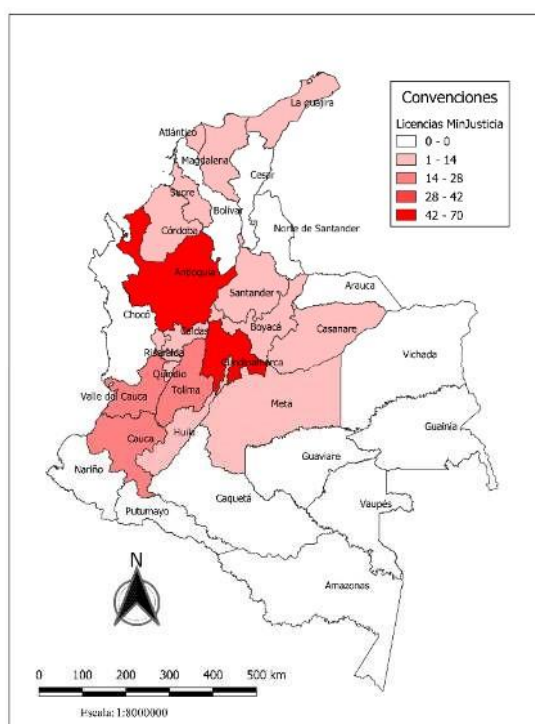 Convenciones
Licencias MinJusticia
0 - 0
1 - 14
14 - 28
28 - 42
42 - 70
La guajira
Atlántico
Magdalena
Cesar
Sucre
Bolívar
Norte de Santander
Córdoba
Antioquia
Arauca
Santander
Chocó
Boyacá
Casanare
Caldas
Risaralda
Vichada
Cundinamarca
Quindío
Tolima
Valle del Cauca
Meta
Guainía
Cauca
Huila
Guaviare
Nariño
Caquetá
Vaupés
Putumayo
Amazonas
N
0 100 200 300 400 500 km
Escala: 1:8000000